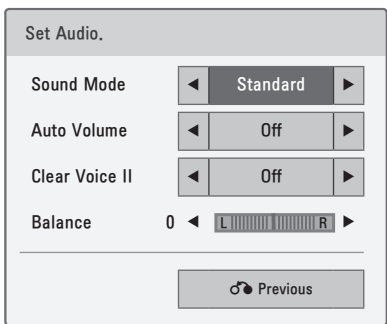 Set Audio.
Sound Mode ◀ Standard ▶
Auto Volume ◀ Off ▶
Clear Voice II ◀ Off ▶
Balance 0 ◀ L R ▶
Previous